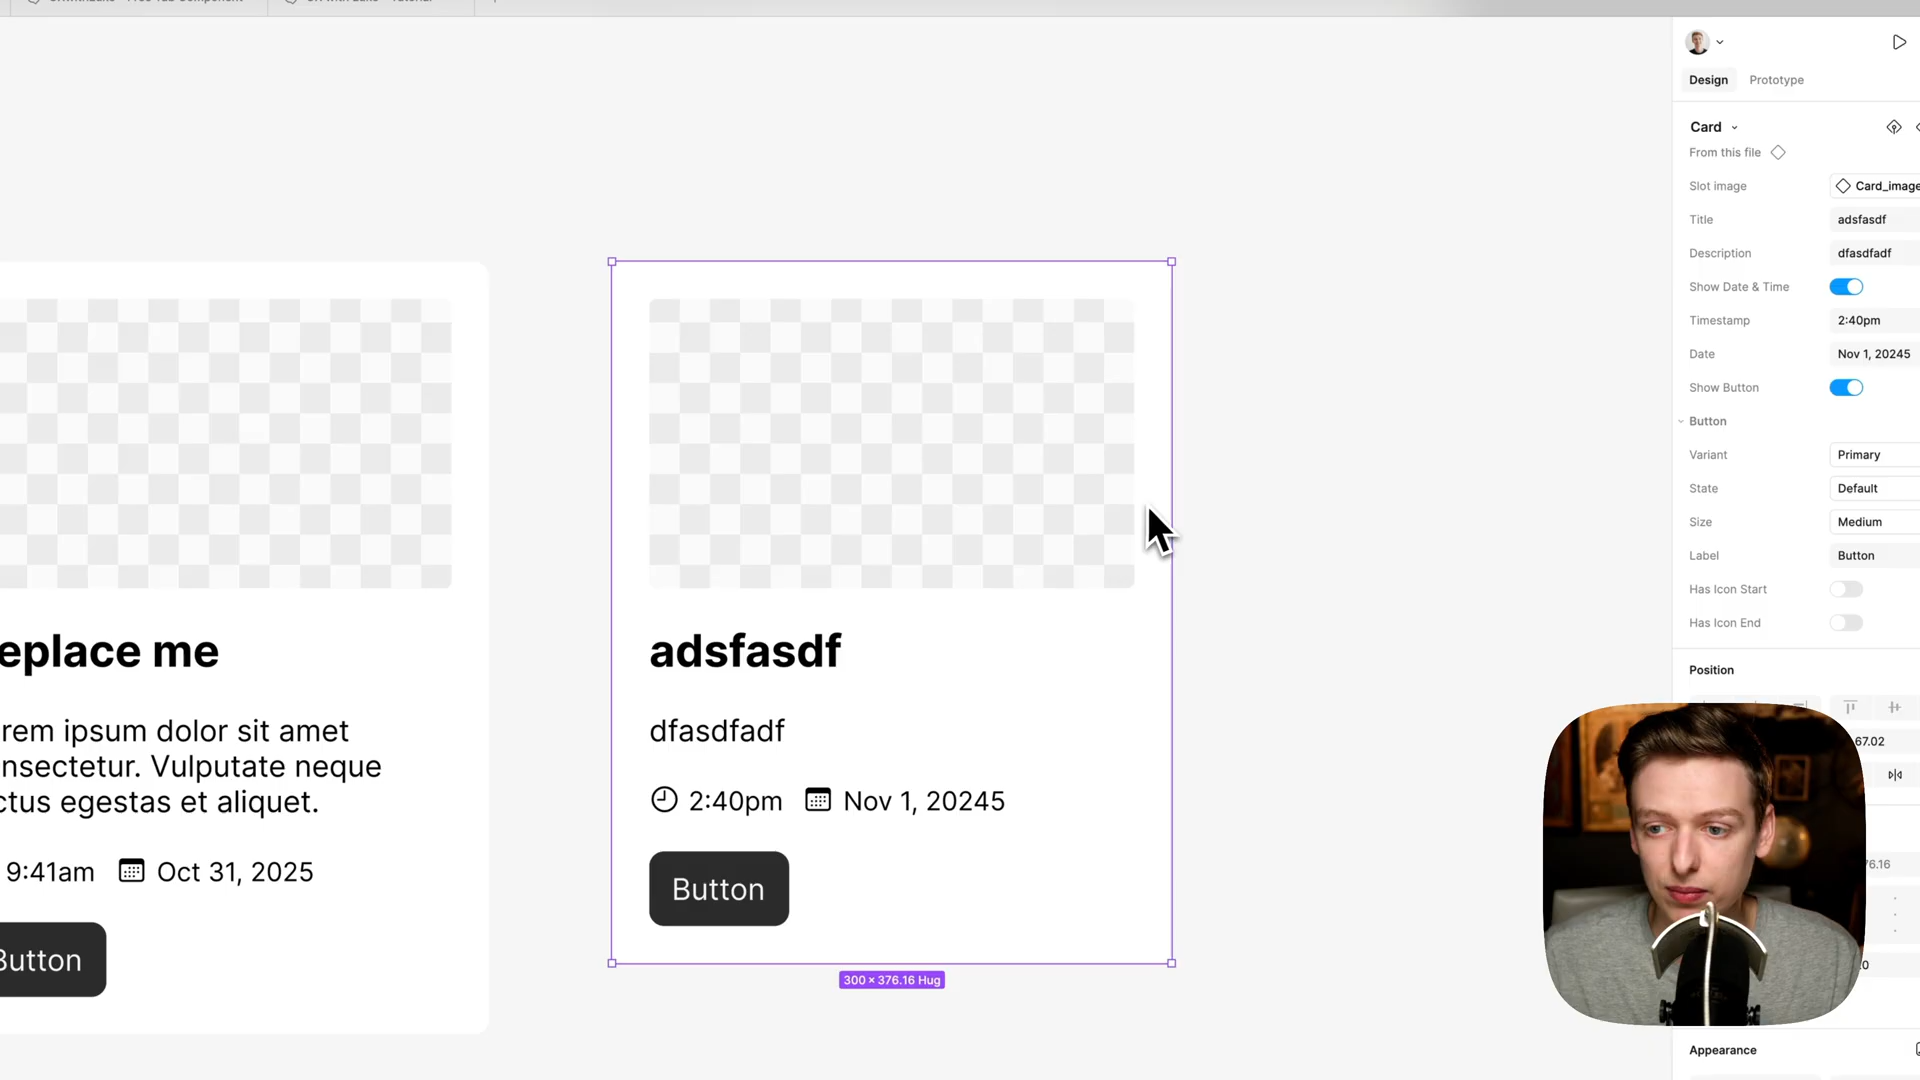 Design Prototype
Card
From this file
Slot image Card_image
Title adsfasdf
Description dfasdfadf
Show Date & Time
Timestamp 2:40pm
Date Nov 1, 20245
Show Button
Button
Variant Primary
State Default
Size Medium
Label Button
Has Icon Start
Has Icon End
Position
67.02
Appearance
eplace me
rem ipsum dolor sit amet
nsectetur. Vulputate neque
ctus egestas et aliquet.
9:41am Oct 31, 2025
Button
adsfasdf
dfasdfadf
2:40pm Nov 1, 20245
Button
300 × 376.16 Hug